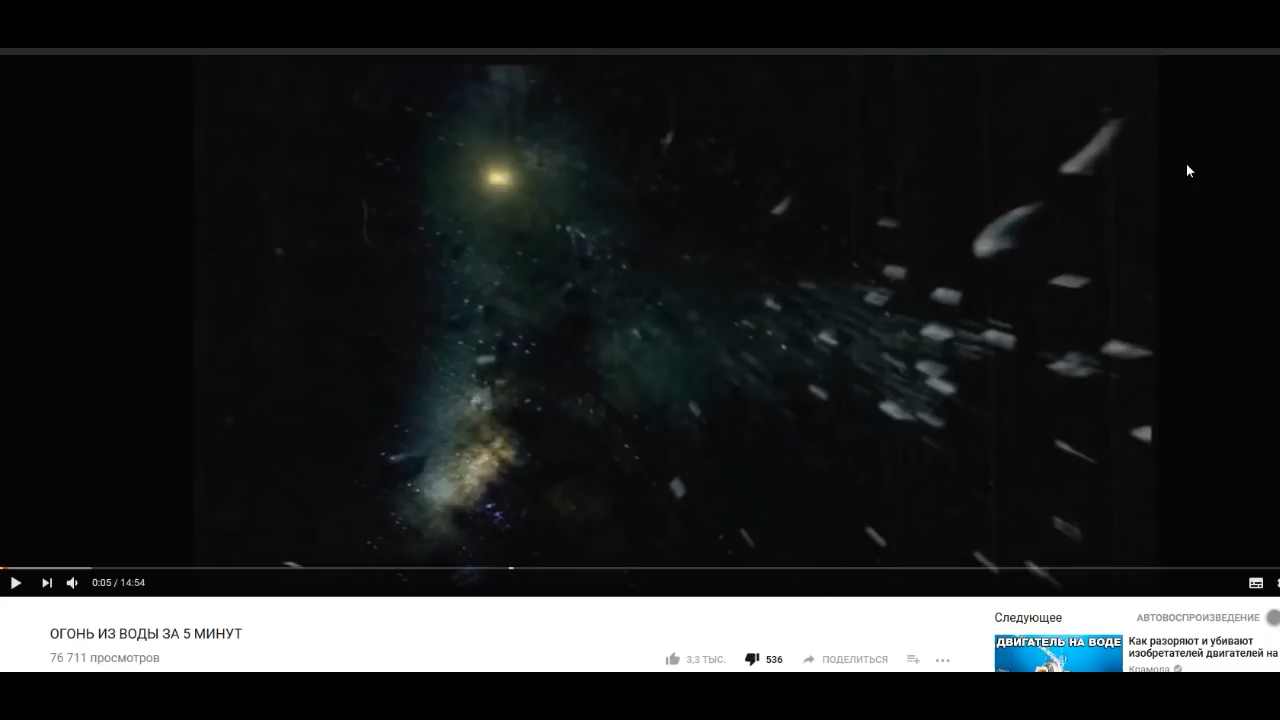 0:05 / 14:54
ОГОНЬ ИЗ ВОДЫ ЗА 5 МИНУТ
76 711 просмотров
3,3 ТЫС.
536
ПОДЕЛИТЬСЯ
Следующее
АВТОВОСПРОИЗВЕДЕНИЕ
ДВИГАТЕЛЬ НА ВОДЕ
Как разоряют и убивают
изобретателей двигателей на
Крамола